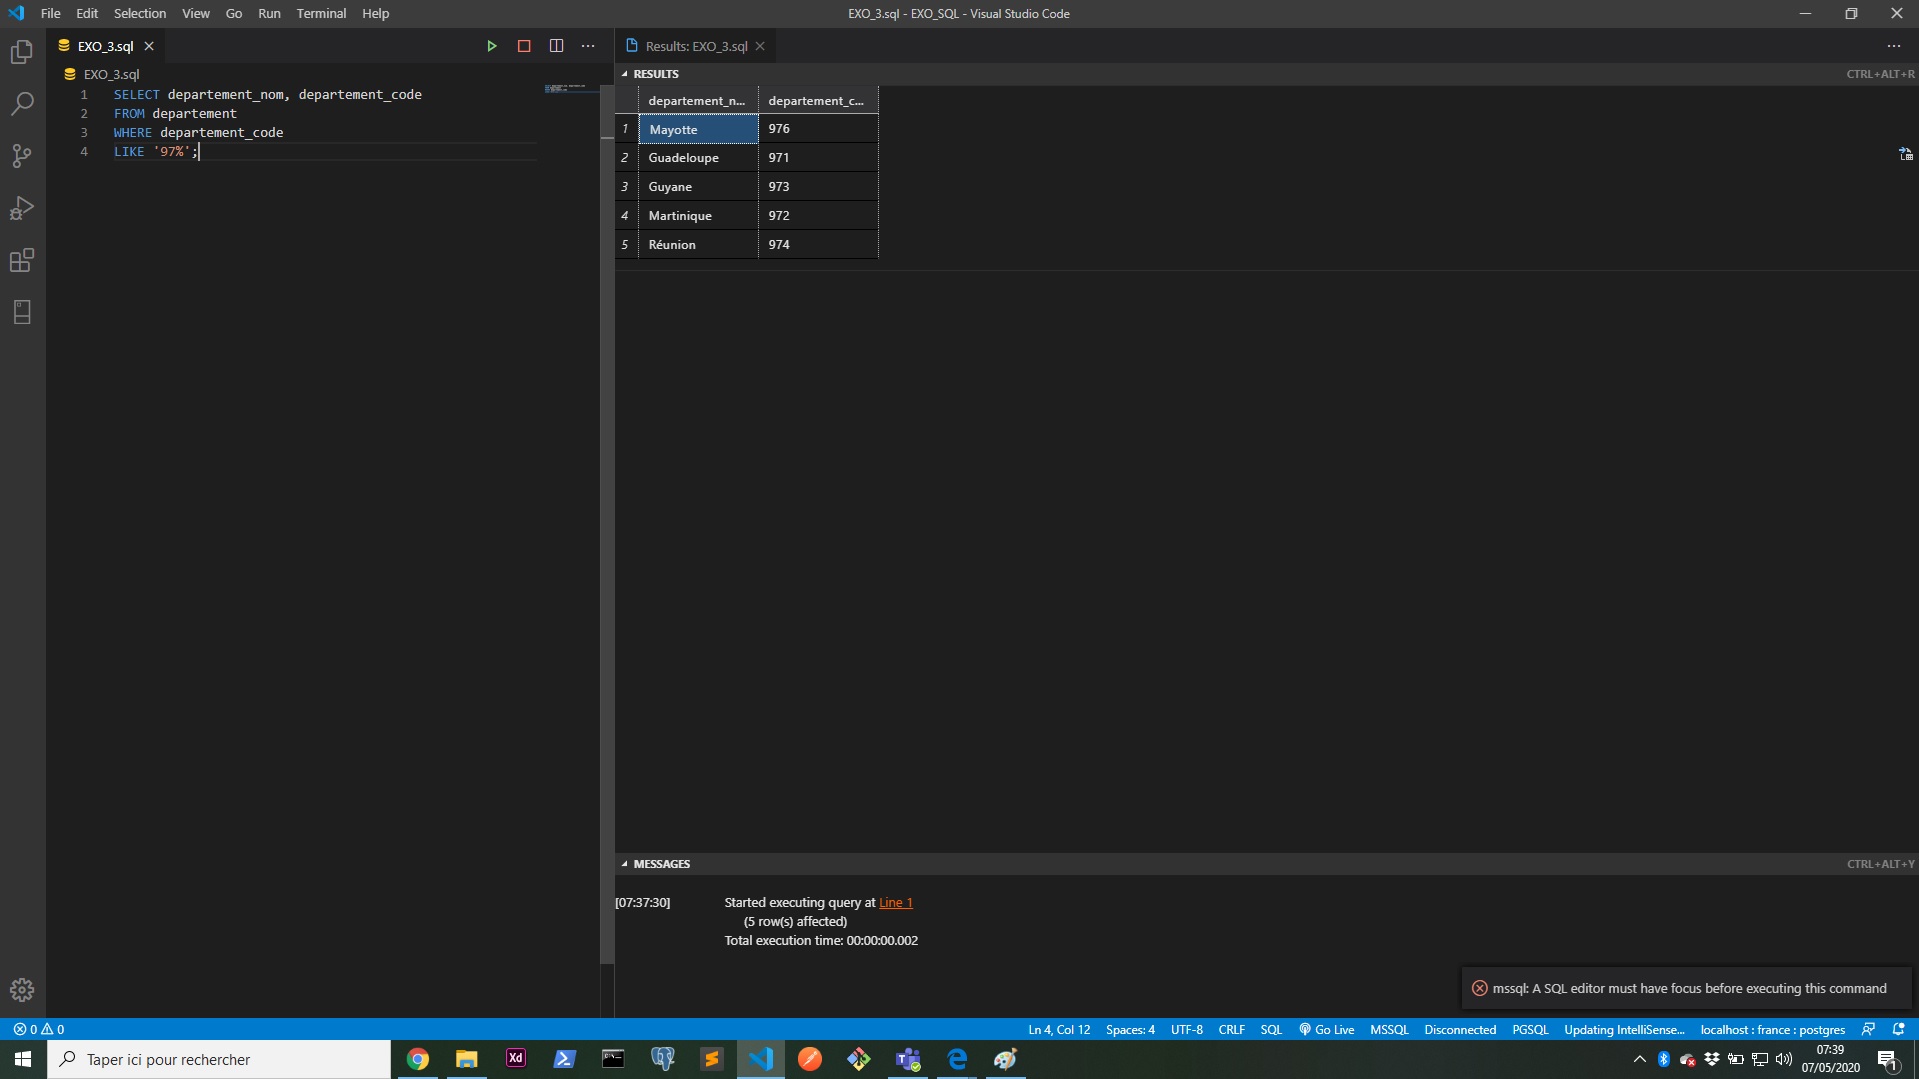 File Edit Selection View Go Run Terminal Help
EXO_3.sql - EXO_SQL - Visual Studio Code
EXO_3.sql
EXO_3.sql
1 SELECT departement_nom, departement_code
2 FROM departement
3 WHERE departement_code
4 LIKE '97%';
Results: EXO_3.sql
RESULTS CTRL+ALT+R
departement_n... departement_c...
1 Mayotte 976
2 Guadeloupe 971
3 Guyane 973
4 Martinique 972
5 Réunion 974
MESSAGES CTRL+ALT+Y
[07:37:30] Started executing query at Line 1
(5 row(s) affected)
Total execution time: 00:00:00.002
mssql: A SQL editor must have focus before executing this command
0 0 Ln 4, Col 12 Spaces: 4 UTF-8 CRLF SQL Go Live MSSQL Disconnected PGSQL Updating IntelliSense... localhost : france : postgres
Taper ici pour rechercher
Xd
07:39
07/05/2020
1